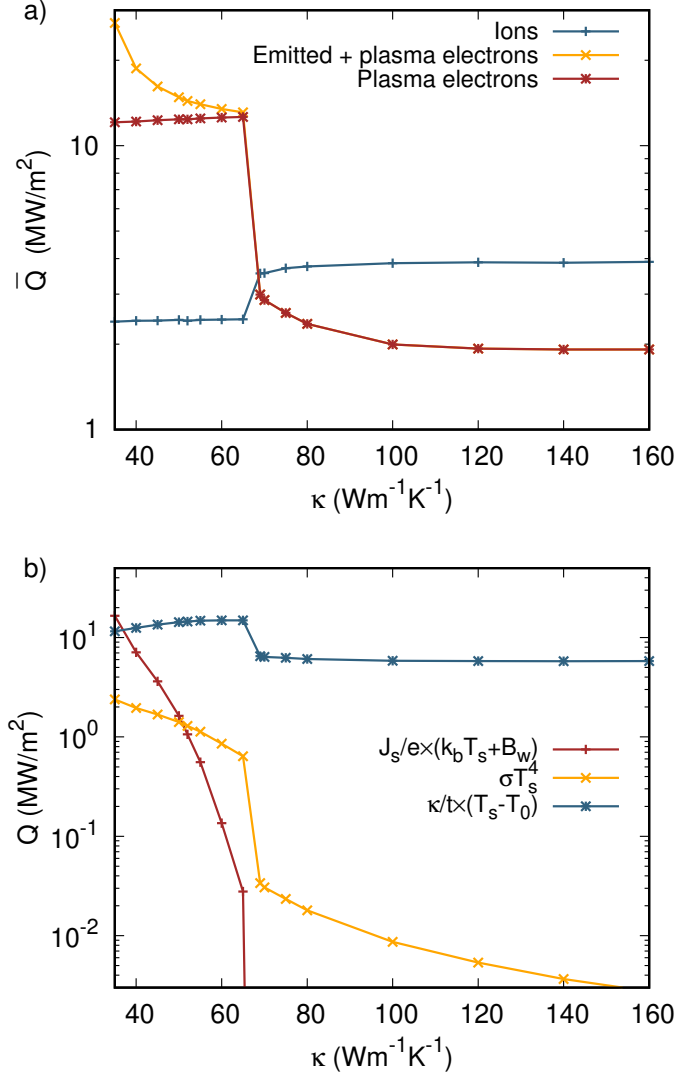 a)
Ions
Emitted + plasma electrons
Plasma electrons
10
1
Q̅ (MW/m²)
40 60 80 100 120 140 160
κ (Wm⁻¹K⁻¹)
b)
10¹
10⁰
10⁻¹
10⁻²
Q (MW/m²)
Jₛ/e×(k_bTₛ+B_w)
σTₛ⁴
κ/t×(Tₛ-T₀)
40 60 80 100 120 140 160
κ (Wm⁻¹K⁻¹)